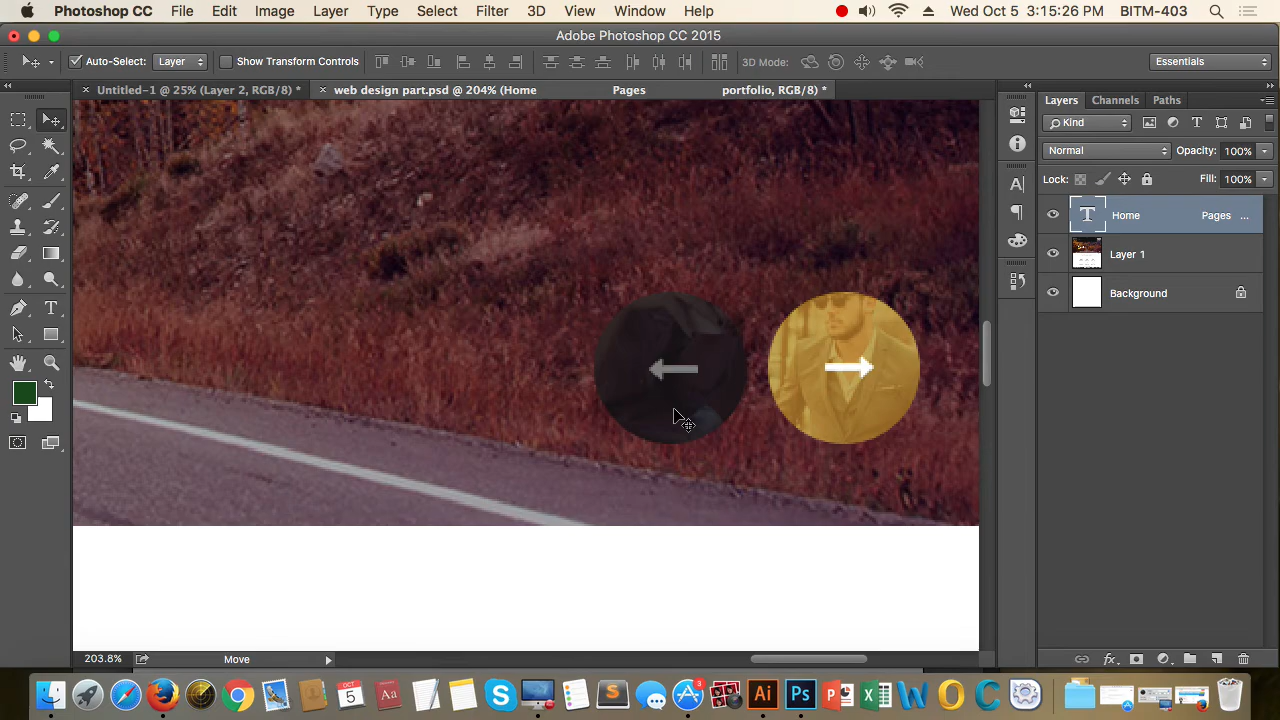 Photoshop CC File Edit Image Layer Type Select Filter 3D View Window Help Wed Oct 5 3:15:26 PM BITM-403
Adobe Photoshop CC 2015
Auto-Select: Layer Show Transform Controls 3D Mode: Essentials
Untitled-1 @ 25% (Layer 2, RGB/8) * web design part.psd @ 204% (Home Pages portfolio, RGB/8) *
Layers Channels Paths
Kind
Normal Opacity: 100%
Lock: Fill: 100%
Home Pages ...
Layer 1
Background
203.8% Move